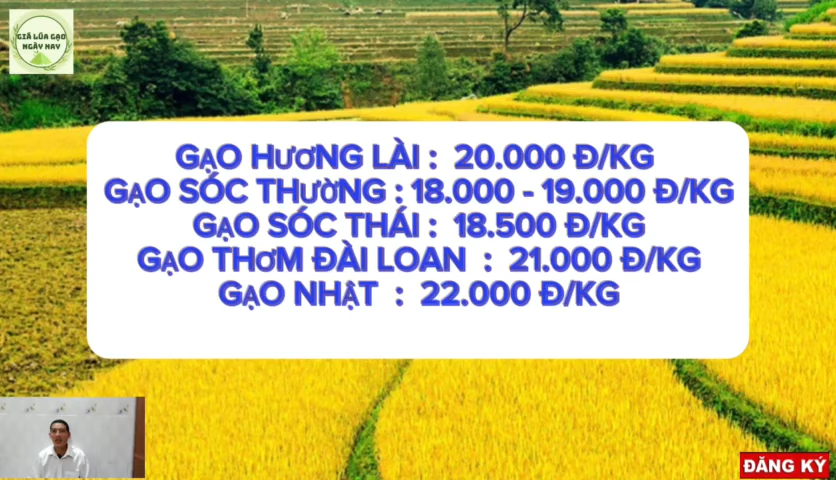 GIÁ LÚA GẠO
NGÀY NAY
GẠO HƯƠNG LÀI : 20.000 Đ/KG
GẠO SÓC THƯỜNG : 18.000 - 19.000 Đ/KG
GẠO SÓC THÁI : 18.500 Đ/KG
GẠO THƠM ĐÀI LOAN : 21.000 Đ/KG
GẠO NHẬT : 22.000 Đ/KG
ĐĂNG KÝ